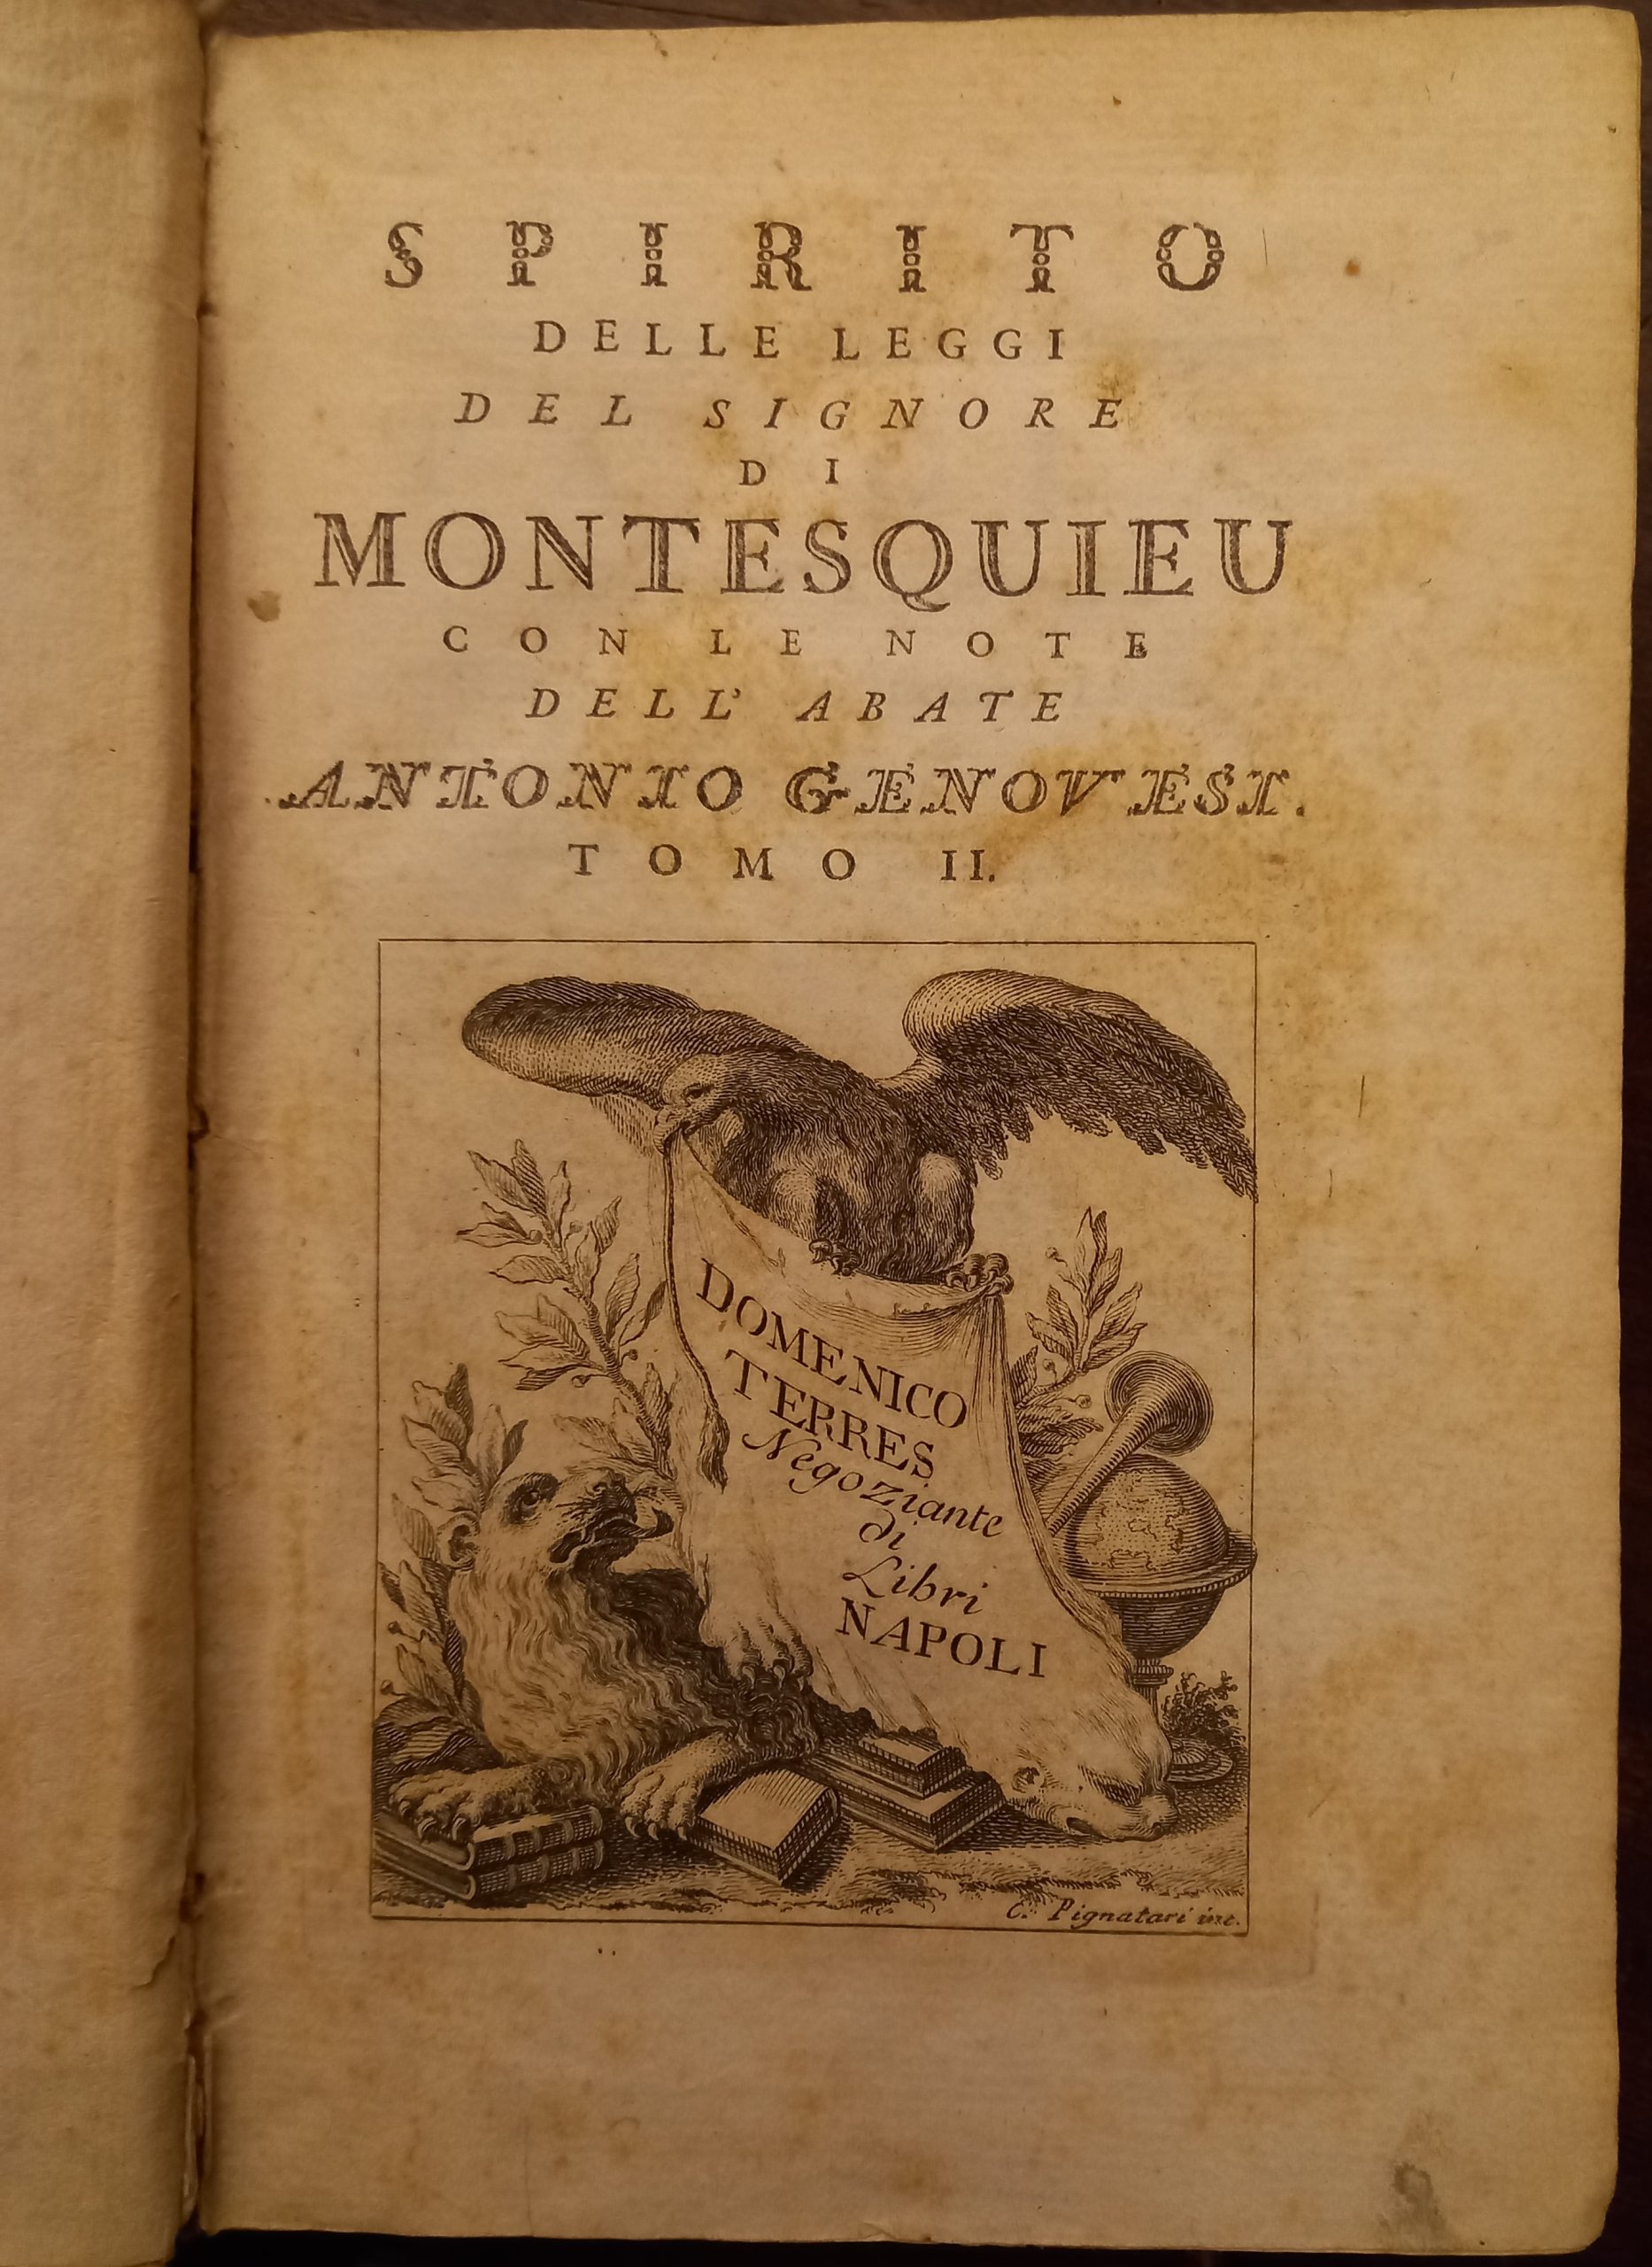 SPIRITO
DELLE LEGGI
DEL SIGNORE
DI
MONTESQUIEU
CON LE NOTE
DELL' ABATE
ANTONIO GENOVESI.
TOMO II.
DOMENICO
TERRES
Negoziante
di
Libri
NAPOLI
C. Pignatari inc.